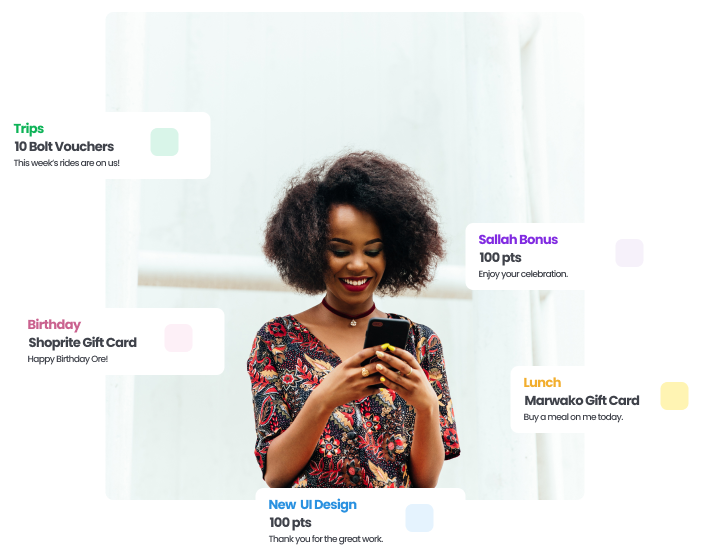 Trips
10 Bolt Vouchers
This week's rides are on us!
Sallah Bonus
100 pts
Enjoy your celebration.
Birthday
Shoprite Gift Card
Happy Birthday Ore!
Lunch
Marwako Gift Card
Buy a meal on me today.
New UI Design
100 pts
Thank you for the great work.